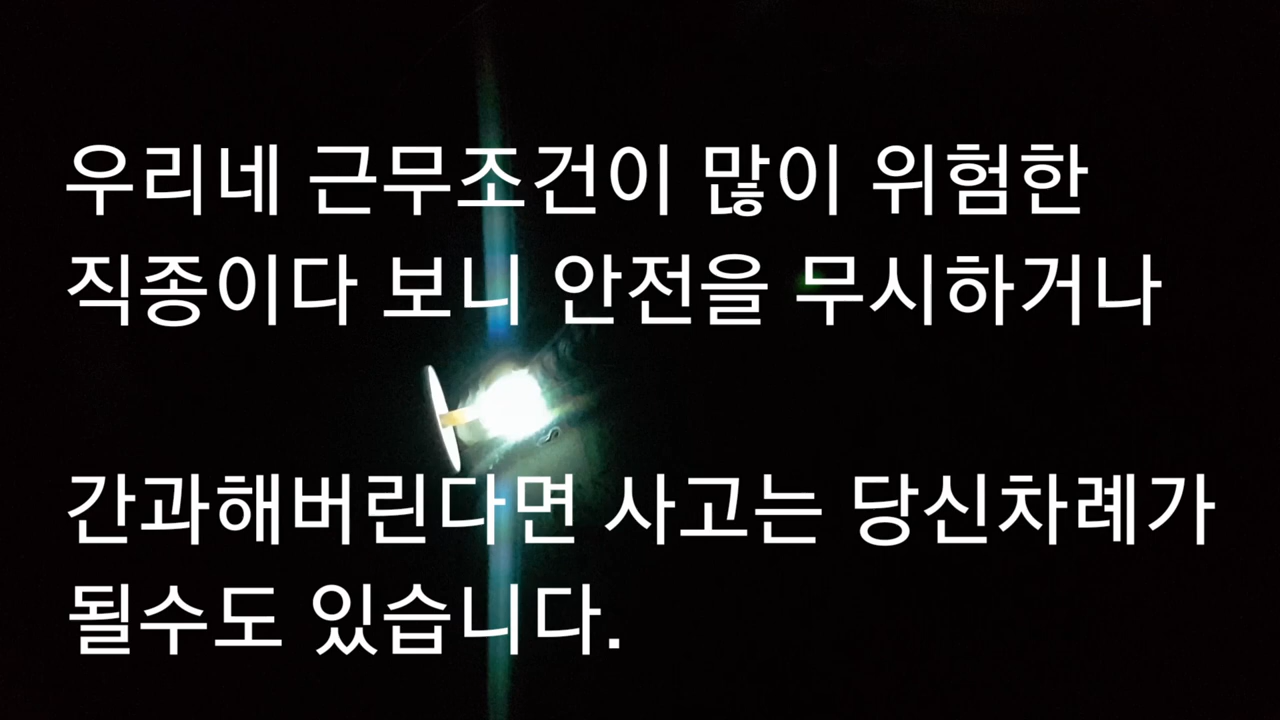 우리네 근무조건이 많이 위험한
직종이다 보니 안전을 무시하거나
간과해버린다면 사고는 당신차례가
될수도 있습니다.